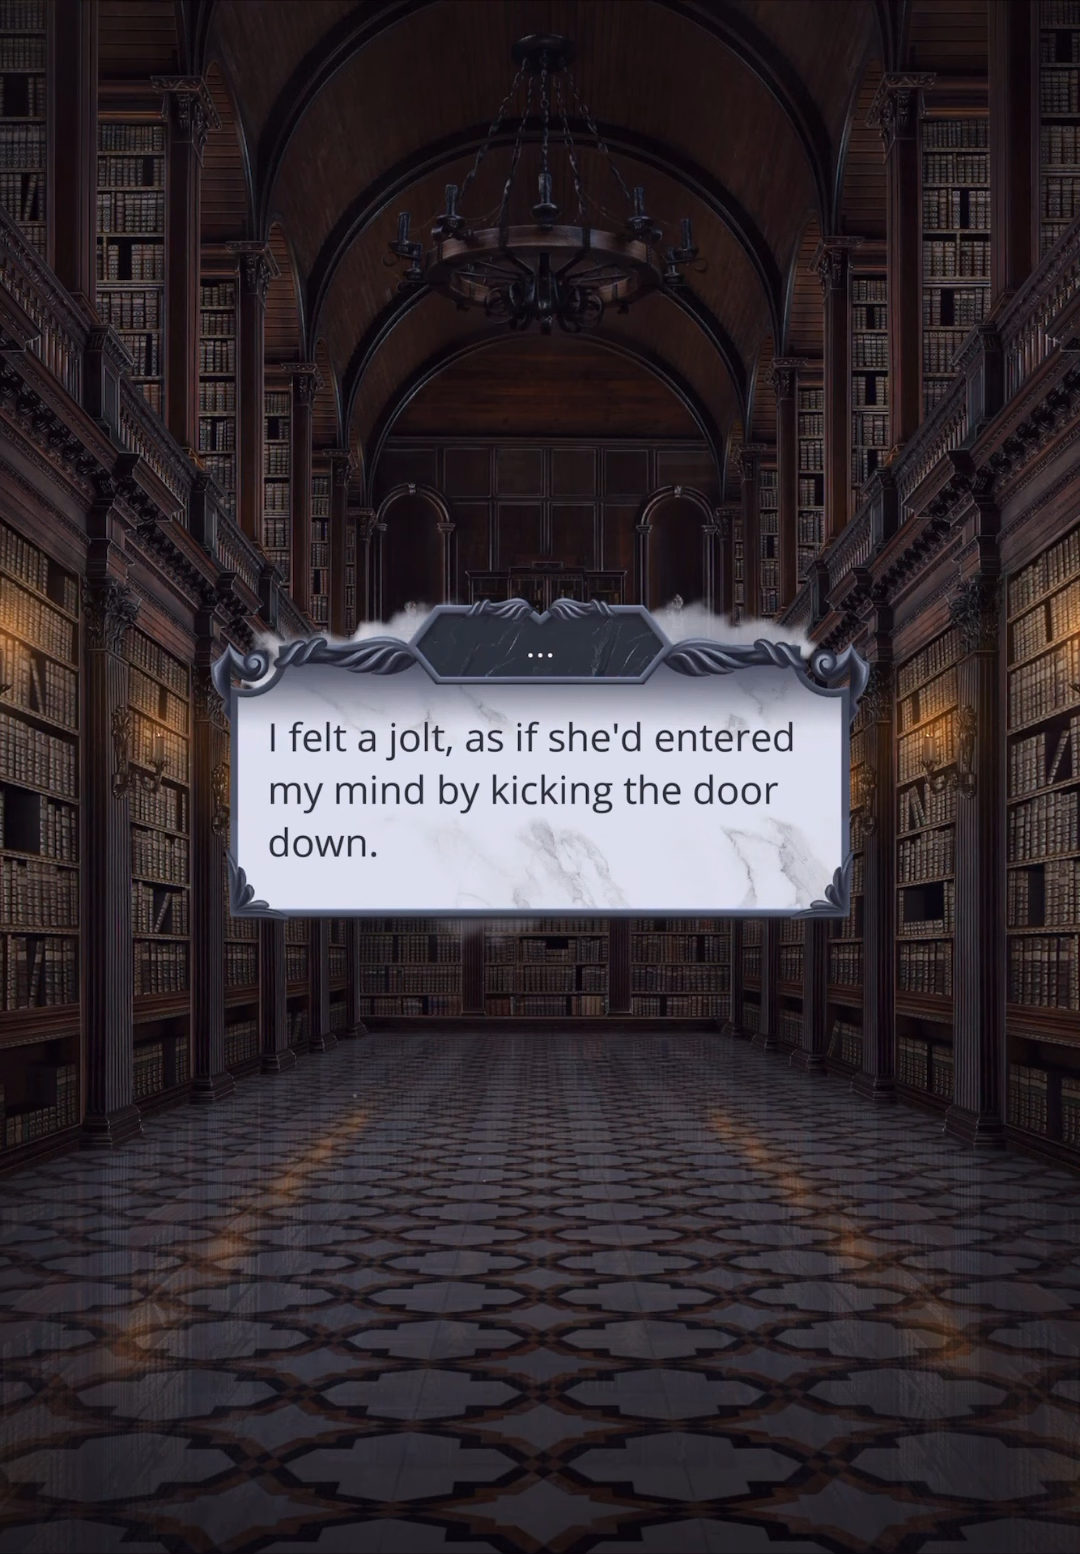 ...
I felt a jolt, as if she'd entered
my mind by kicking the door
down.